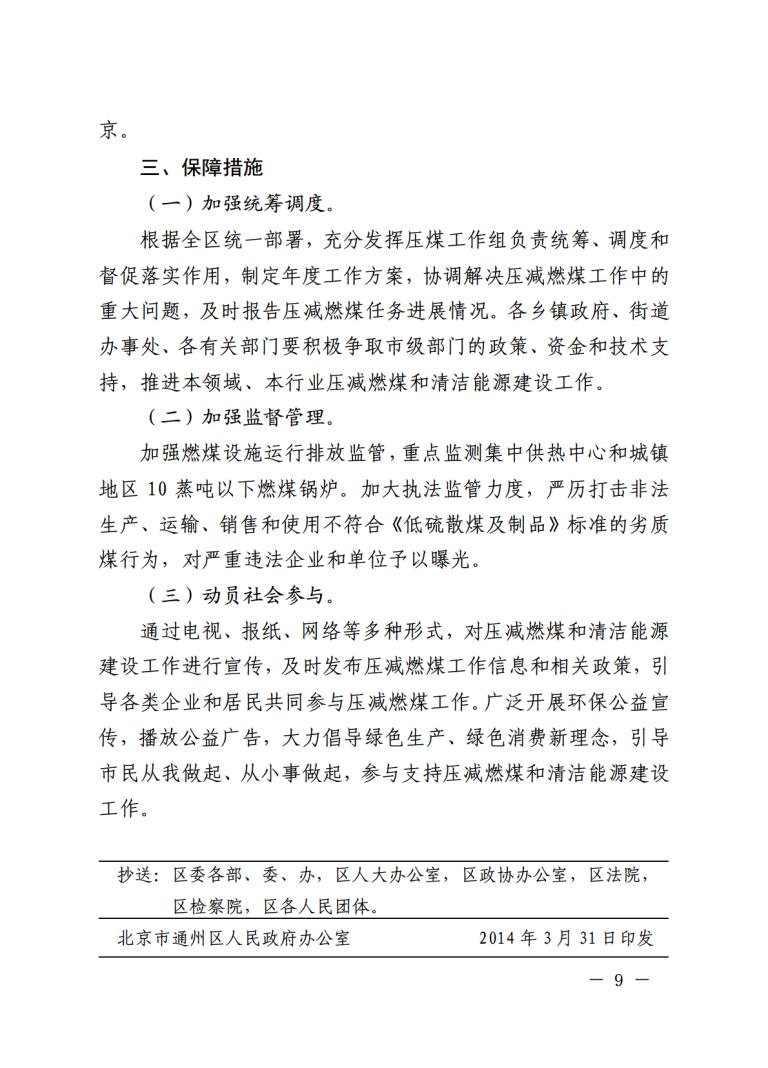 京。
三、保障措施
（一）加强统筹调度。
根据全区统一部署，充分发挥压煤工作组负责统筹、调度和
督促落实作用，制定年度工作方案，协调解决压减燃煤工作中的
重大问题，及时报告压减燃煤任务进展情况。各乡镇政府、街道
办事处、各有关部门要积极争取市级部门的政策、资金和技术支
持，推进本领域、本行业压减燃煤和清洁能源建设工作。
（二）加强监督管理。
加强燃煤设施运行排放监管，重点监测集中供热中心和城镇
地区 10 蒸吨以下燃煤锅炉。加大执法监管力度，严历打击非法
生产、运输、销售和使用不符合《低硫散煤及制品》标准的劣质
煤行为，对严重违法企业和单位予以曝光。
（三）动员社会参与。
通过电视、报纸、网络等多种形式，对压减燃煤和清洁能源
建设工作进行宣传，及时发布压减燃煤工作信息和相关政策，引
导各类企业和居民共同参与压减燃煤工作。广泛开展环保公益宣
传，播放公益广告，大力倡导绿色生产、绿色消费新理念，引导
市民从我做起、从小事做起，参与支持压减燃煤和清洁能源建设
工作。
抄送：区委各部、委、办，区人大办公室，区政协办公室，区法院，
区检察院，区各人民团体。
北京市通州区人民政府办公室 2014 年 3 月 31 日印发
— 9 —